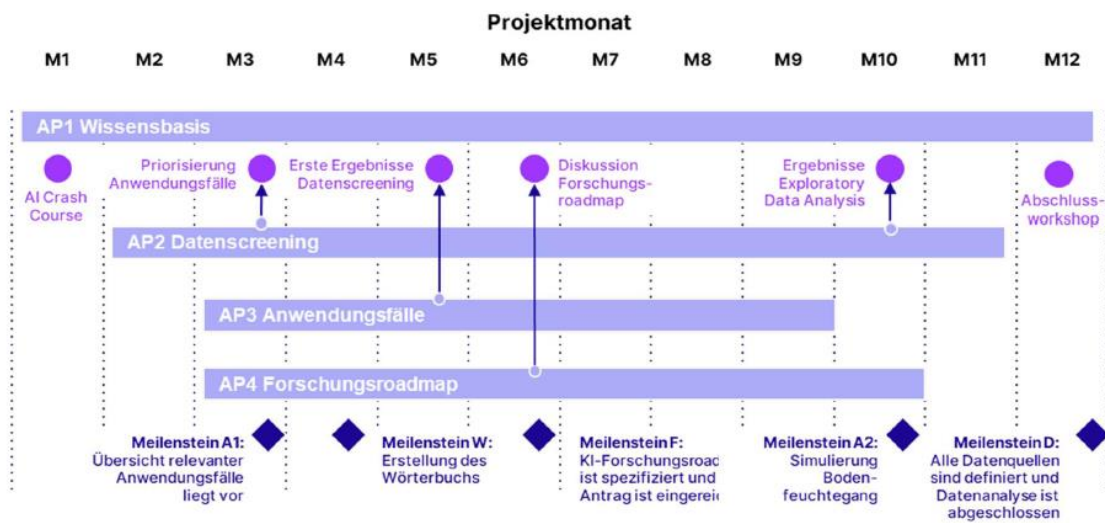 Projektmonat
M1 M2 M3 M4 M5 M6 M7 M8 M9 M10 M11 M12
AP1 Wissensbasis
AI Crash
Course
Priorisierung
Anwendungsfälle
Erste Ergebnisse
Datenscreening
Diskussion
Forschungs-
roadmap
Ergebnisse
Exploratory
Data Analysis
Abschluss-
workshop
AP2 Datenscreening
AP3 Anwendungsfälle
AP4 Forschungsroadmap
Meilenstein A1:
Übersicht relevanter
Anwendungsfälle
liegt vor
Meilenstein W:
Erstellung des
Wörterbuchs
Meilenstein F:
KI-Forschungsroad
ist spezifiziert und
Antrag ist eingereic
Meilenstein A2:
Simulierung
Boden-
feuchtegang
Meilenstein D:
Alle Datenquellen
sind definiert und
Datenanalyse ist
abgeschlossen